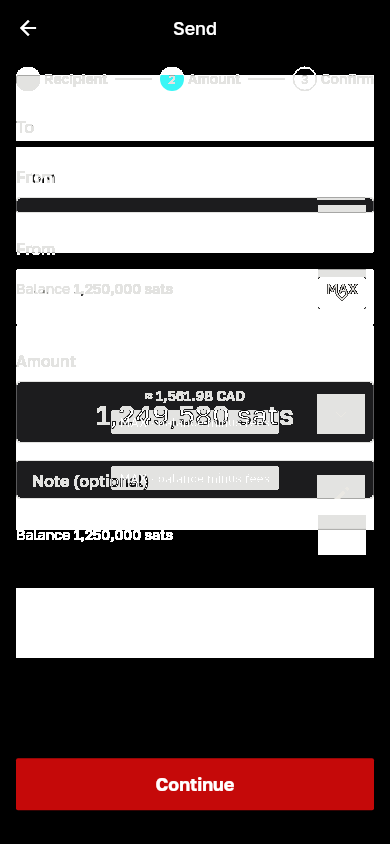 Send
Recipient 2 Amount 3 Confirm
To
From
From
Balance 1,250,000 sats
MAX
Amount
≈ 1,561.98 CAD
1,249,580 sats
balance minus fees
Note (optional)
Balance 1,250,000 sats
Continue